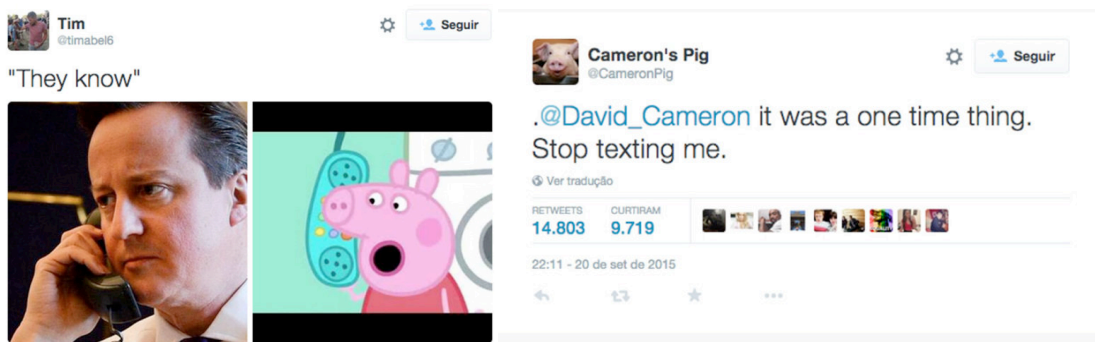 Tim
@timabel6
Seguir
"They know"
Cameron's Pig
@CameronPig
Seguir
.@David_Cameron it was a one time thing.
Stop texting me.
Ver tradução
RETWEETS CURTIRAM
14.803 9.719
22:11 - 20 de set de 2015